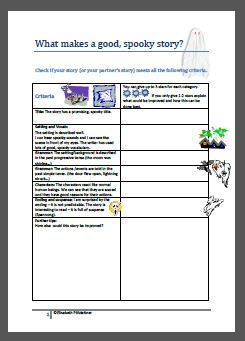 What makes a good, spooky story?
Check if your story (or your partner's story) meets all the following criteria.
Criteria
You can give up to 3 stars for each category.
If you only give 1-2 stars explain
what could be improved and how this can be
done best.
Title: The story has a promising, spooky title.
Setting and Vocab:
The setting is described well.
I can hear spooky sounds and I can see the
scene in front of my eyes. The writer has used
lots of good, spooky vocabulary.
Grammar: The setting/background is described
in the past progressive tense (the moon was
shining...)
Grammar: The actions/events are told in the
past simple tense. (the door flew open, lightning
struck...)
Characters: The characters react like normal
human beings. We can see that they are scared
and they have good reasons for their actions.
Ending and suspense: I am surprised by the
ending – it is not predictable. The story is
interesting to read – it is full of suspense
(Spannung).
Further tips:
How else could this story be improved?
1
©Elisabeth